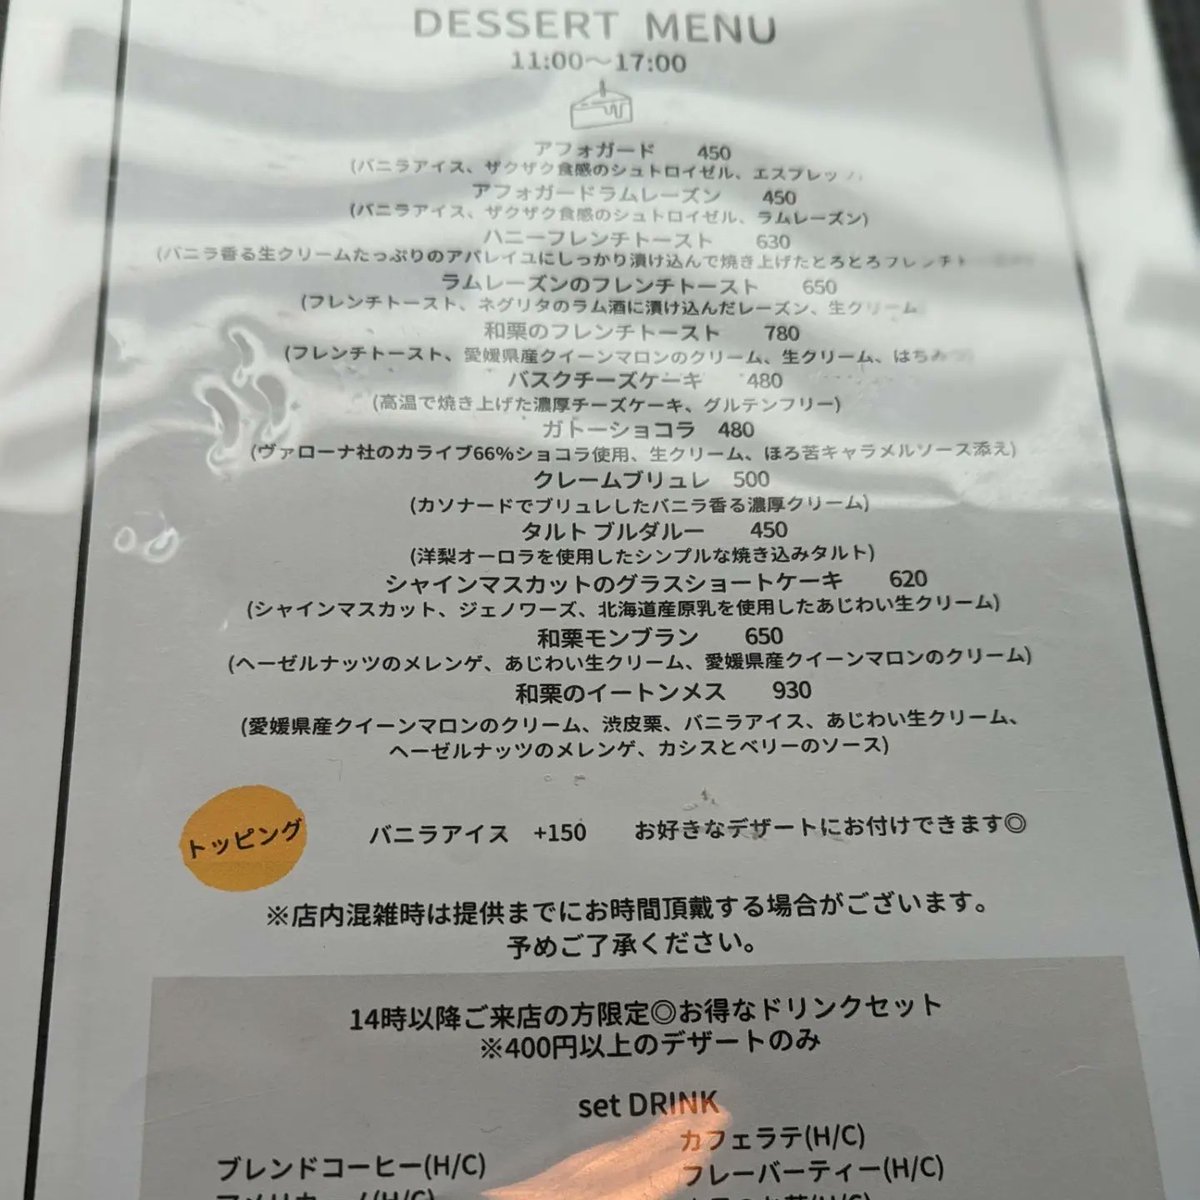 DESSERT MENU
11:00〜17:00
アフォガード 450
(バニラアイス、ザクザク食感のシュトロイゼル、エスプレッ
アフォガードラムレーズン 450
(バニラアイス、ザクザク食感のシュトロイゼル、ラムレーズン)
ハニーフレンチトースト 630
(バニラ香る生クリームたっぷりのアパレイユにしっかり漬け込んで焼き上げたとろとろフレンチト
ラムレーズンのフレンチトースト 650
(フレンチトースト、ネグリタのラム酒に漬け込んだレーズン、生クリーム
和栗のフレンチトースト 780
(フレンチトースト、愛媛県産クイーンマロンのクリーム、生クリーム、はちみ
バスクチーズケーキ 480
(高温で焼き上げた濃厚チーズケーキ、グルテンフリー)
ガトーショコラ 480
(ヴァローナ社のカライブ66%ショコラ使用、生クリーム、ほろ苦キャラメルソース添え)
クレームブリュレ 500
(カソナードでブリュレしたバニラ香る濃厚クリーム)
タルト ブルダルー 450
(洋梨オーロラを使用したシンプルな焼き込みタルト)
シャインマスカットのグラスショートケーキ 620
(シャインマスカット、ジェノワーズ、北海道産原乳を使用したあじわい生クリーム)
和栗モンブラン 650
(ヘーゼルナッツのメレンゲ、あじわい生クリーム、愛媛県産クイーンマロンのクリーム)
和栗のイートンメス 930
(愛媛県産クイーンマロンのクリーム、渋皮栗、バニラアイス、あじわい生クリーム、
ヘーゼルナッツのメレンゲ、カシスとベリーのソース)
トッピング バニラアイス +150 お好きなデザートにお付けできます◎
※店内混雑時は提供までにお時間頂戴する場合がございます。
予めご了承ください。
14時以降ご来店の方限定◎お得なドリンクセット
※400円以上のデザートのみ
set DRINK
カフェラテ(H/C)
ブレンドコーヒー(H/C)
フレーバーティー(H/C)